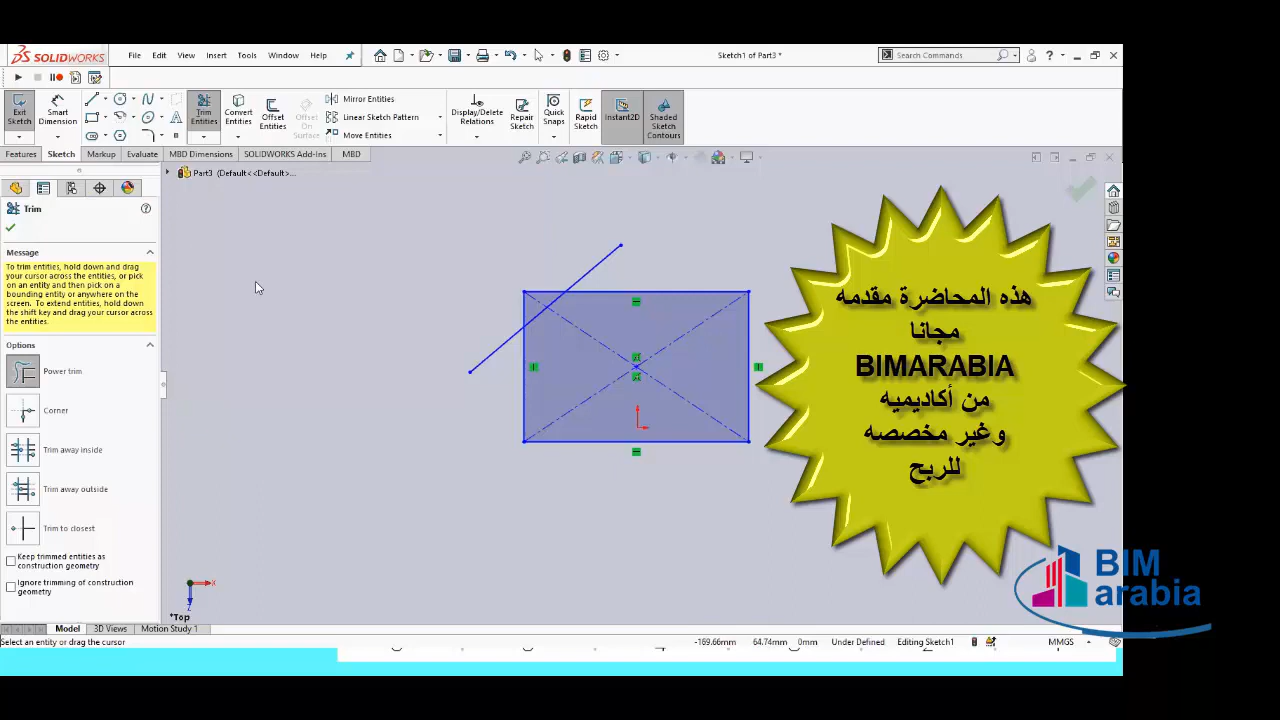 SOLIDWORKS
File Edit View Insert Tools Window Help
Sketch1 of Part3 *
Search Commands
Exit Sketch
Smart Dimension
Trim Entities
Convert Entities
Offset Entities
Offset On Surface
Mirror Entities
Linear Sketch Pattern
Move Entities
Display/Delete Relations
Repair Sketch
Quick Snaps
Rapid Sketch
Instant2D
Shaded Sketch Contours
Features Sketch Markup Evaluate MBD Dimensions SOLIDWORKS Add-Ins MBD
Part3 (Default<<Default>...
Trim
Message
To trim entities, hold down and drag
your cursor across the entities, or pick
on an entity and then pick on a
bounding entity or anywhere on the
screen. To extend entities, hold down
the shift key and drag your cursor across
the entities.
Options
Power trim
Corner
Trim away inside
Trim away outside
Trim to closest
Keep trimmed entities as
construction geometry
Ignore trimming of construction
geometry
هذه المحاضرة مقدمه
مجانا
BIMARABIA
من أكاديميه
وغير مخصصه
للربح
BIM
arabia
X
Z
*Top
Model 3D Views Motion Study 1
Select an entity or drag the cursor
-169.66mm 64.74mm 0mm Under Defined Editing Sketch1 MMGS